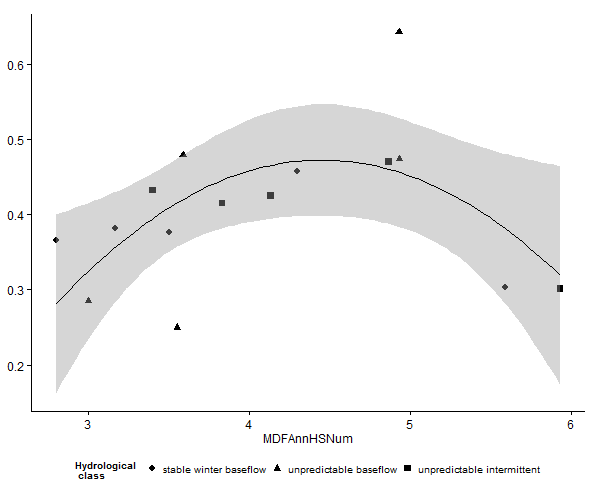 0.6
0.5
0.4
0.3
0.2
3 4 5 6
MDFAnnHSNum
Hydrological
class
stable winter baseflow unpredictable baseflow unpredictable intermittent